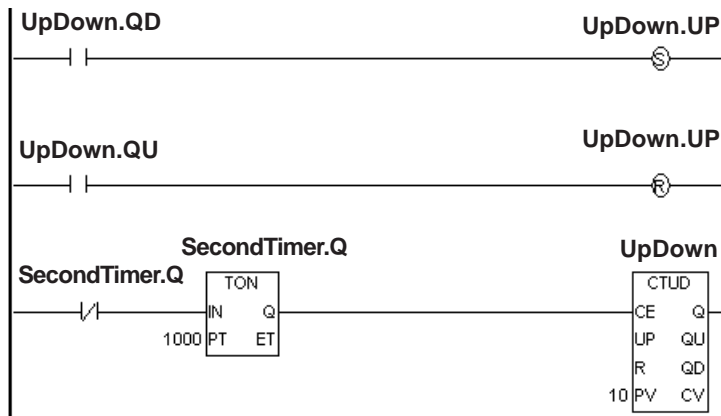 UpDown.QD UpDown.UP
S
UpDown.QU UpDown.UP
R
SecondTimer.Q UpDown
SecondTimer.Q TON CTUD
IN Q CE Q
1000 PT ET UP QU
R QD
10 PV CV